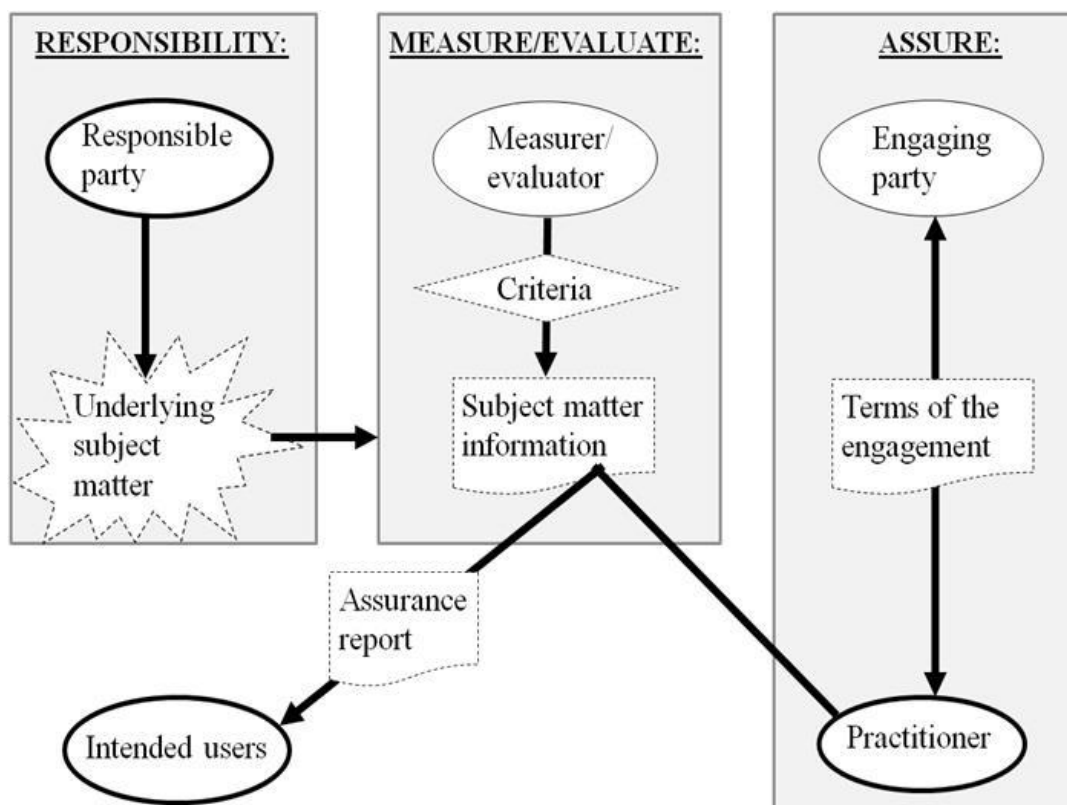 RESPONSIBILITY:
Responsible
party
Underlying
subject
matter
MEASURE/EVALUATE:
Measurer/
evaluator
Criteria
Subject matter
information
ASSURE:
Engaging
party
Terms of the
engagement
Practitioner
Assurance
report
Intended users